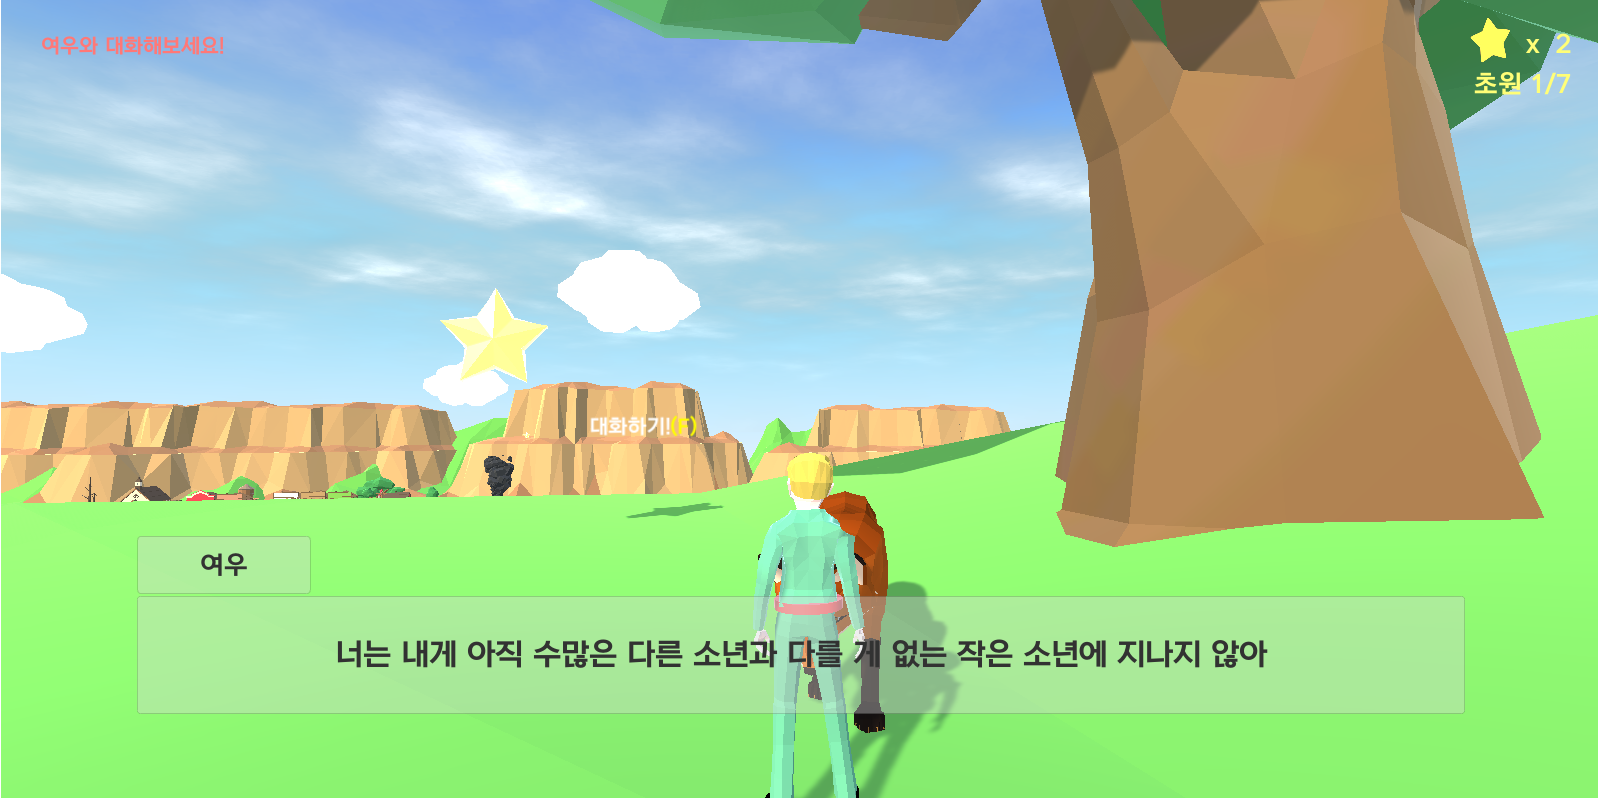 여우와 대화해보세요!
x 2
초원 1/7
대화하기!(F)
여우
너는 내게 아직 수많은 다른 소년과 다를 게 없는 작은 소년에 지나지 않아